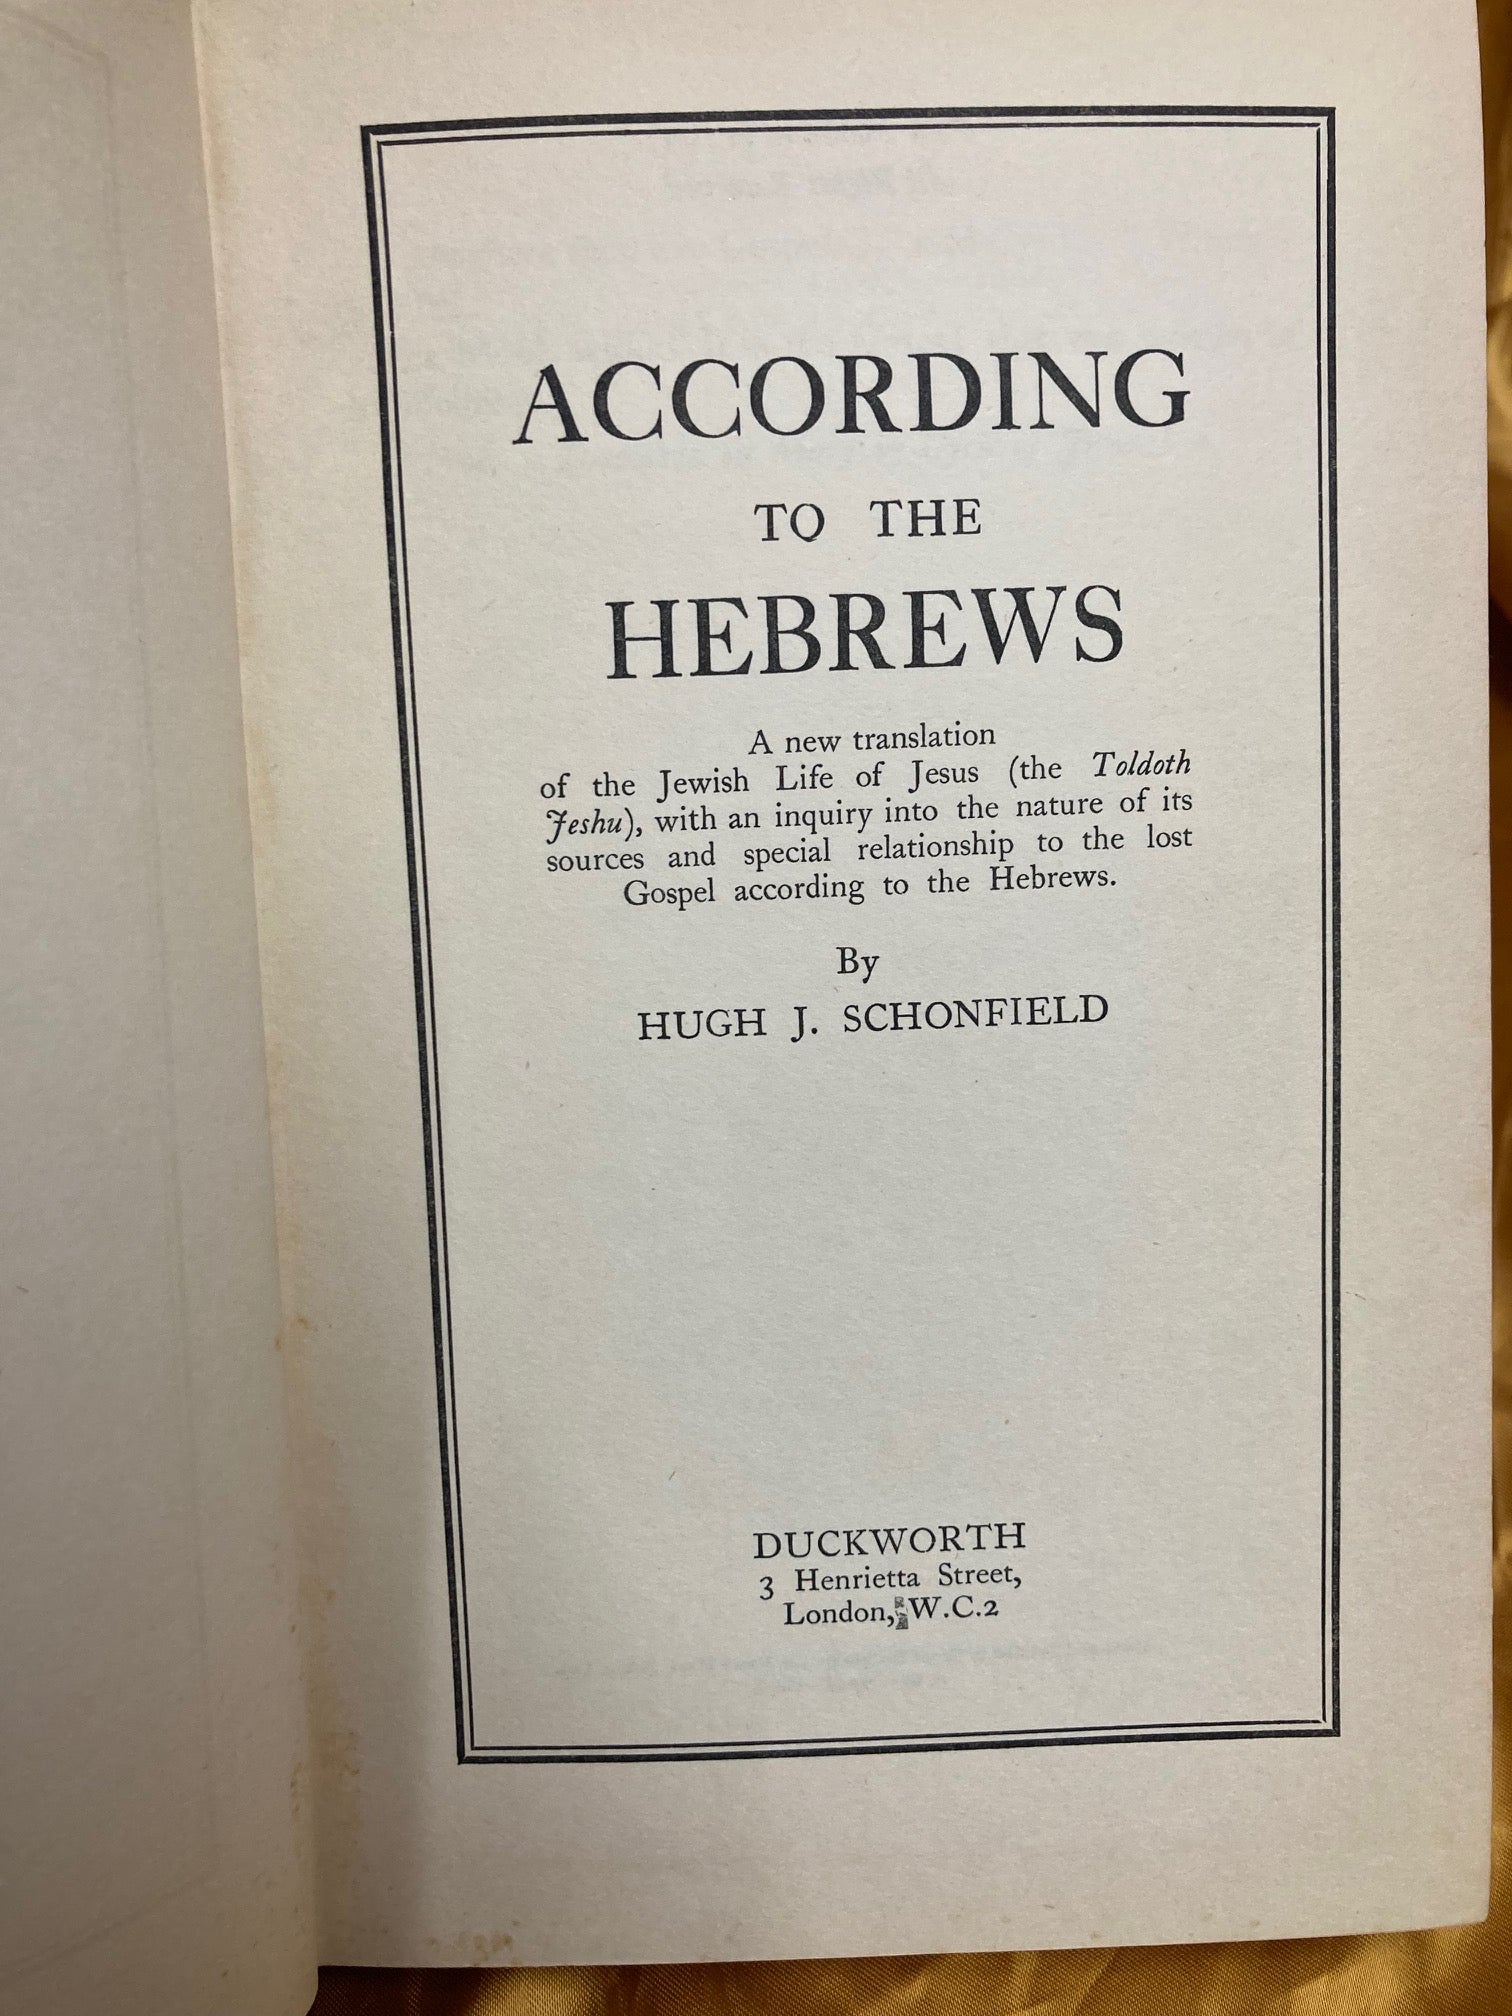 ACCORDING
TO THE
HEBREWS
A new translation
of the Jewish Life of Jesus (the Toldoth
Jeshu), with an inquiry into the nature of its
sources and special relationship to the lost
Gospel according to the Hebrews.
By
HUGH J. SCHONFIELD
DUCKWORTH
3 Henrietta Street,
London, W.C.2